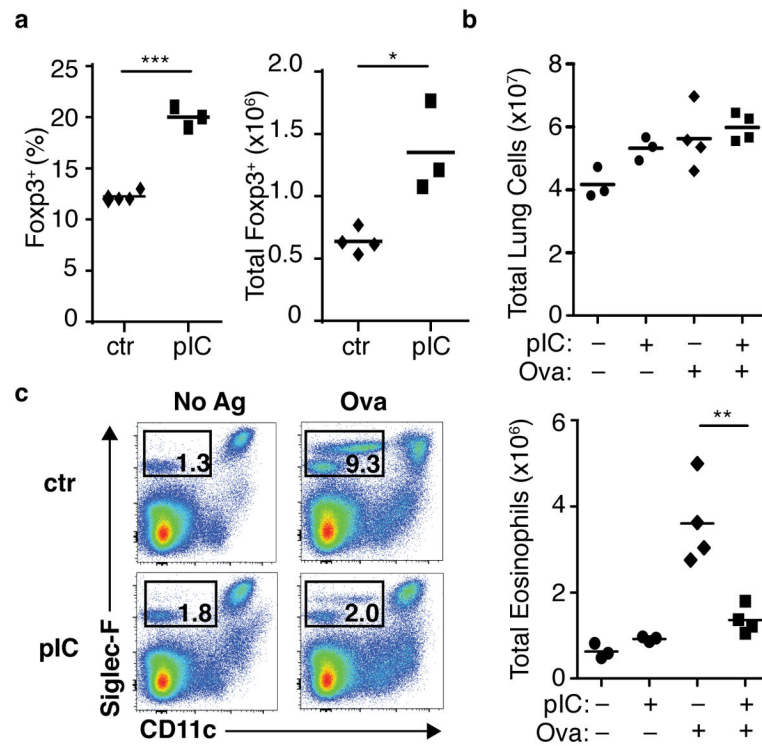 a
Foxp3⁺ (%)
25
20
15
10
5
0
***
ctr
pIC
Total Foxp3⁺ (x10⁶)
2.0
1.5
1.0
0.5
0
*
ctr
pIC
b
Total Lung Cells (x10⁷)
8
6
4
2
0
pIC: – + – +
Ova: – – + +
c
No Ag
Ova
ctr
1.3
9.3
pIC
1.8
2.0
Siglec-F
CD11c
Total Eosinophils (x10⁶)
6
4
2
0
**
pIC: – + – +
Ova: – – + +